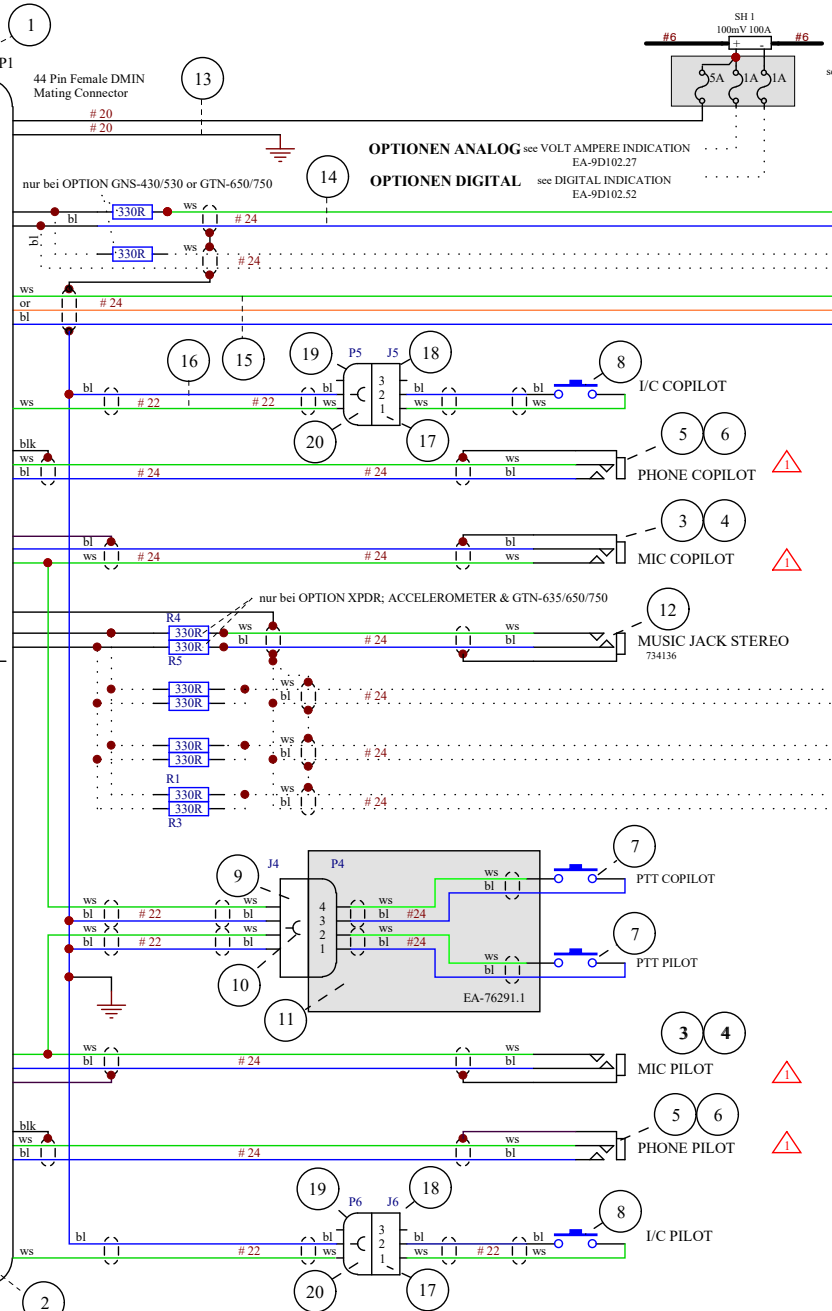 1
SH 1
100mV 100A
#6 + - #6
P1
44 Pin Female DMIN
Mating Connector
13
5A 1A 1A
# 20
# 20
OPTIONEN ANALOG see VOLT AMPERE INDICATION
EA-9D102.27
OPTIONEN DIGITAL see DIGITAL INDICATION
EA-9D102.52
14
nur bei OPTION GNS-430/530 or GTN-650/750
330R ws # 24
bl
bl
330R ws # 24
ws
or # 24
bl
16 15 19 P5 J5 18 8
I/C COPILOT
bl bl 3 bl bl
2
ws # 22 # 22 ws 1 ws ws
20 17
5 6
blk
ws ws
bl # 24 # 24 bl PHONE COPILOT 1
3 4
bl bl
ws # 24 # 24 ws MIC COPILOT 1
nur bei OPTION XPDR; ACCELEROMETER & GTN-635/650/750
12
R4
330R ws ws
330R bl # 24 bl MUSIC JACK STEREO
R5 734136
330R ws # 24
330R bl
330R ws # 24
330R bl
R1
330R ws
330R bl # 24
R3
9 J4 P4 7
ws PTT COPILOT
bl
ws ws 4 ws
bl # 22 bl 3 bl #24
ws ws 2 ws
bl # 22 bl 1 bl #24
7
ws PTT PILOT
bl
10
11 EA-76291.1
3 4
ws ws
bl # 24 bl MIC PILOT 1
5 6
blk
ws ws
bl # 24 bl PHONE PILOT 1
19 P6 J6 18 8
I/C PILOT
bl bl 3 bl bl
2
ws # 22 ws 1 ws # 22 ws
20 17
2